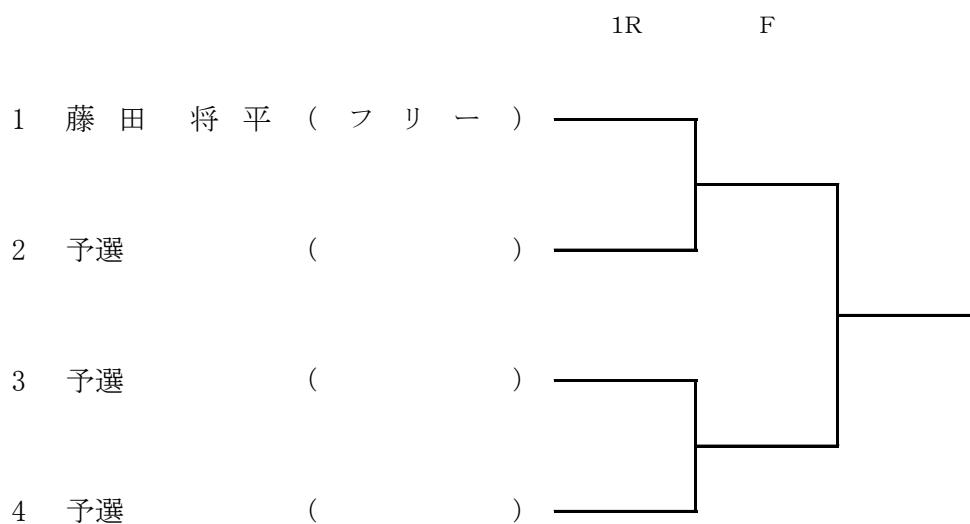 1R F
1 藤田 将平 ( フリー )
2 予選 ( )
3 予選 ( )
4 予選 ( )